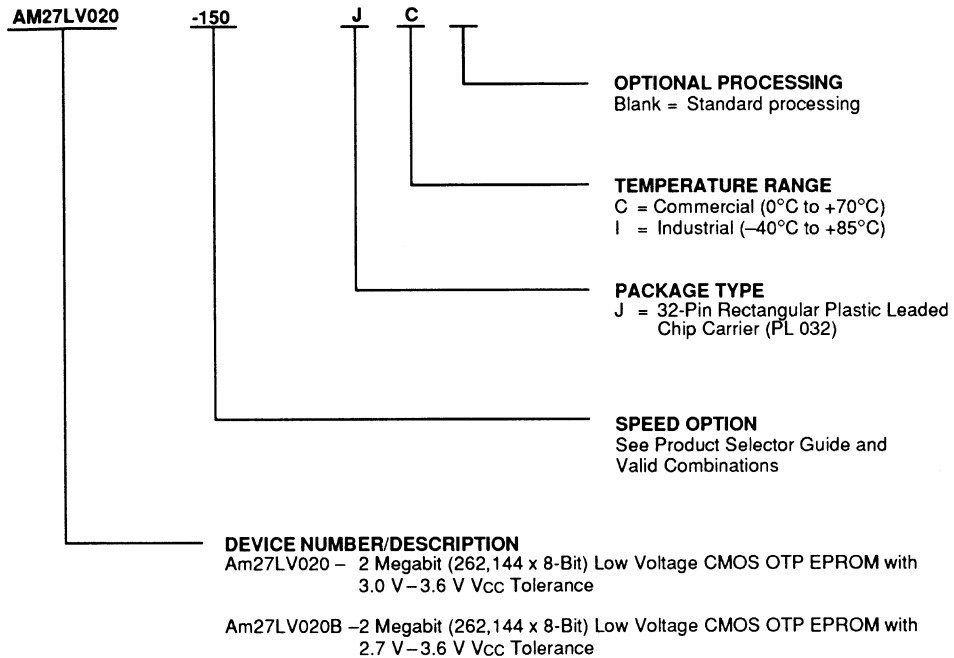 AM27LV020 -150 J C
OPTIONAL PROCESSING
Blank = Standard processing
TEMPERATURE RANGE
C = Commercial (0°C to +70°C)
I = Industrial (–40°C to +85°C)
PACKAGE TYPE
J = 32-Pin Rectangular Plastic Leaded
Chip Carrier (PL 032)
SPEED OPTION
See Product Selector Guide and
Valid Combinations
DEVICE NUMBER/DESCRIPTION
Am27LV020 – 2 Megabit (262,144 x 8-Bit) Low Voltage CMOS OTP EPROM with
3.0 V–3.6 V VCC Tolerance
Am27LV020B –2 Megabit (262,144 x 8-Bit) Low Voltage CMOS OTP EPROM with
2.7 V–3.6 V VCC Tolerance